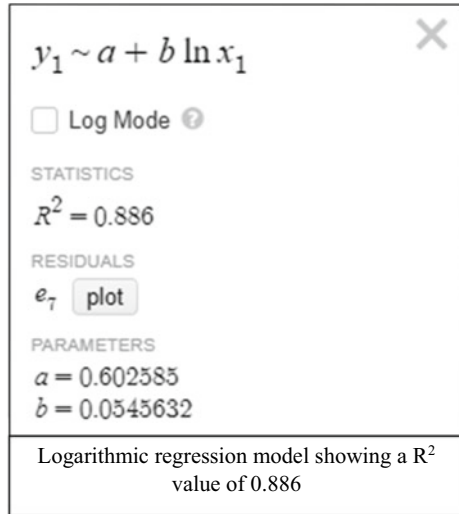 y₁ ~ a + b ln x₁
Log Mode ?
STATISTICS
R² = 0.886
RESIDUALS
e₇ plot
PARAMETERS
a = 0.602585
b = 0.0545632
Logarithmic regression model showing a R²
value of 0.886